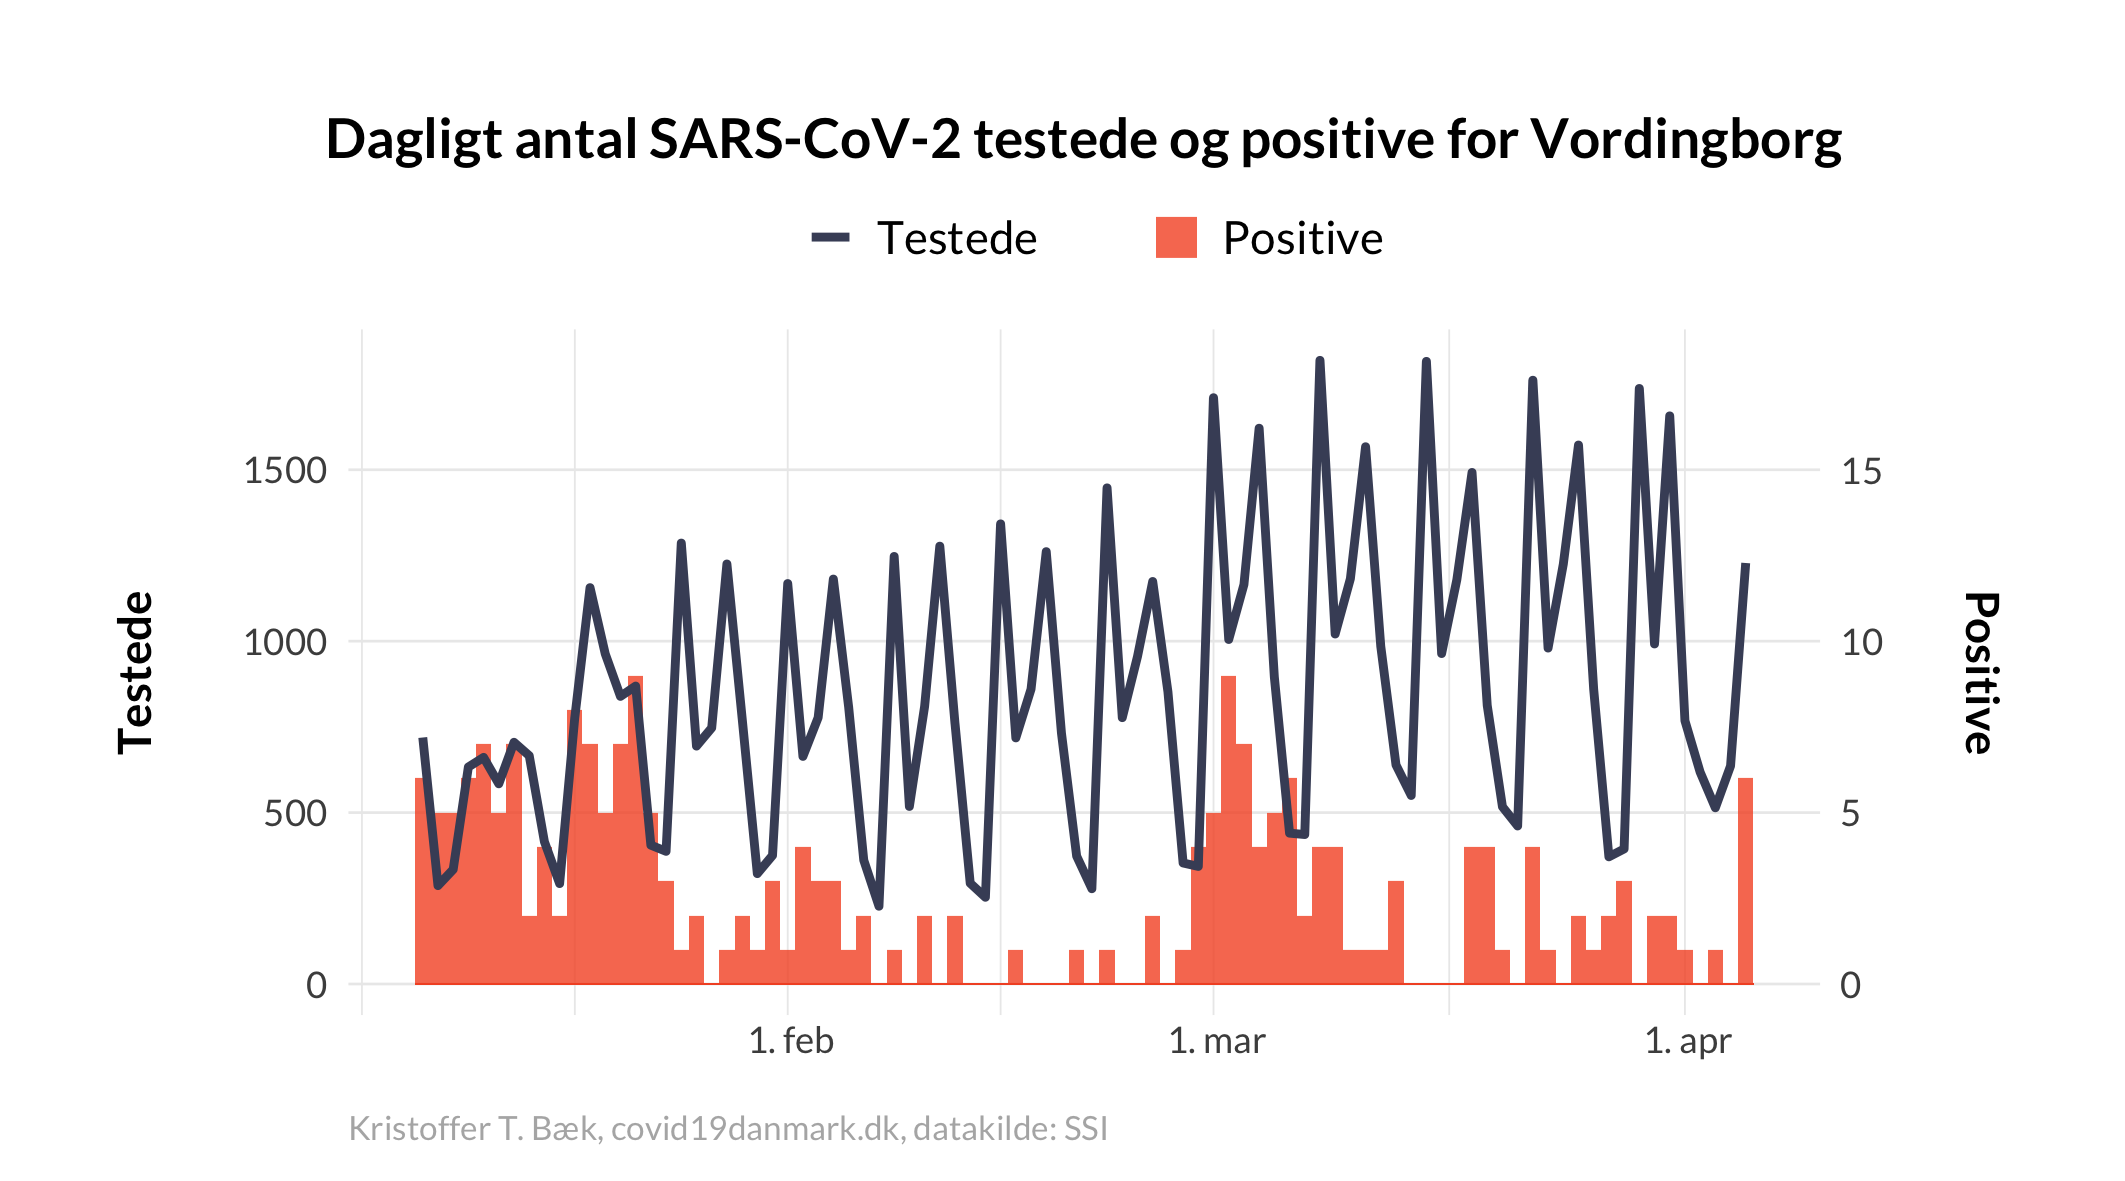 Dagligt antal SARS-CoV-2 testede og positive for Vordingborg
Testede
Positive
1500
1000
500
0
Testede
15
10
5
0
Positive
1. feb
1. mar
1. apr
Kristoffer T. Bæk, covid19danmark.dk, datakilde: SSI